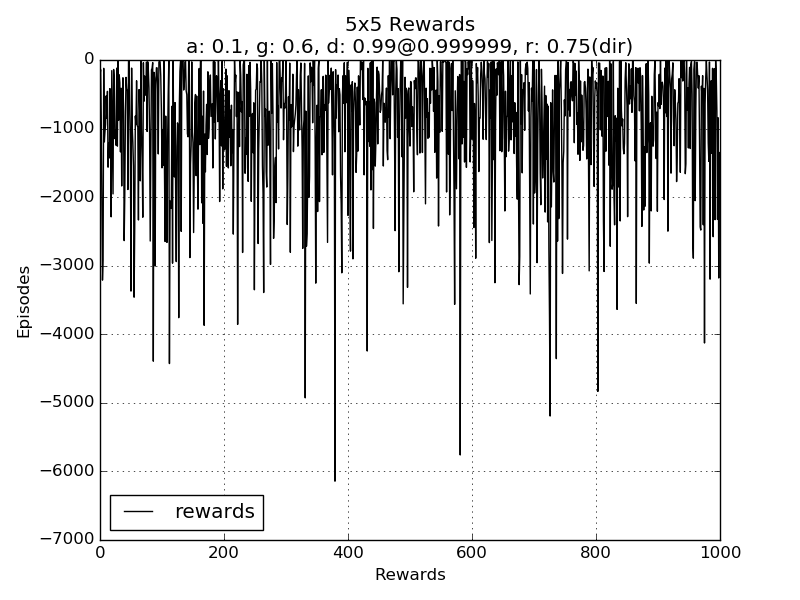 5x5 Rewards
a: 0.1, g: 0.6, d: 0.99@0.999999, r: 0.75(dir)
0
−1000
−2000
−3000
−4000
−5000
−6000
−7000
Episodes
rewards
0 200 400 600 800 1000
Rewards